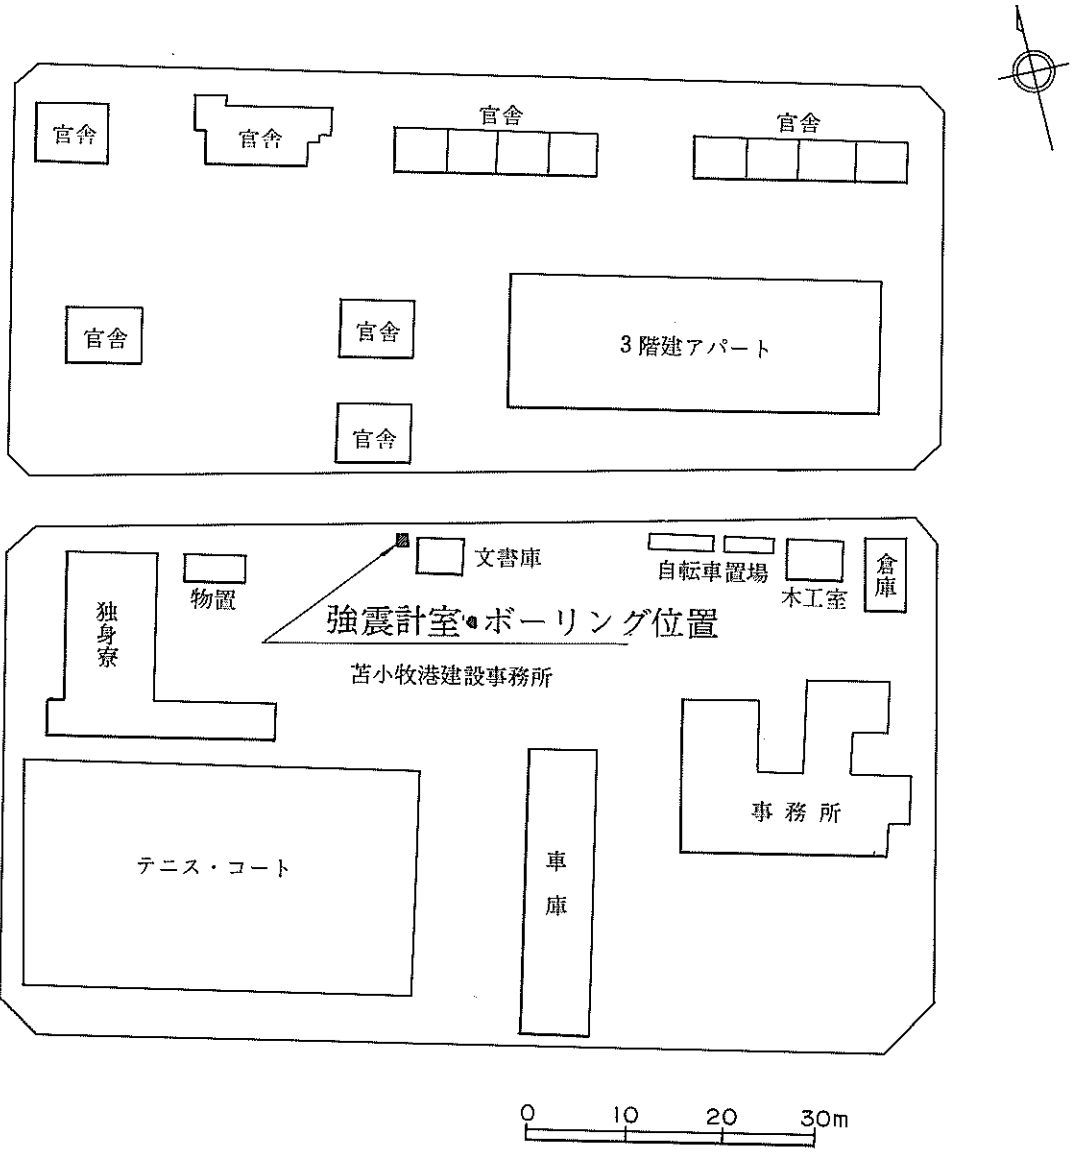 官舎
官舎
官舎
官舎
官舎
官舎
3階建アパート
官舎
文書庫
自転車置場
倉庫
物置
木工室
独身寮
強震計室・ボーリング位置
苫小牧港建設事務所
事務所
テニス・コート
車庫
0 10 20 30m